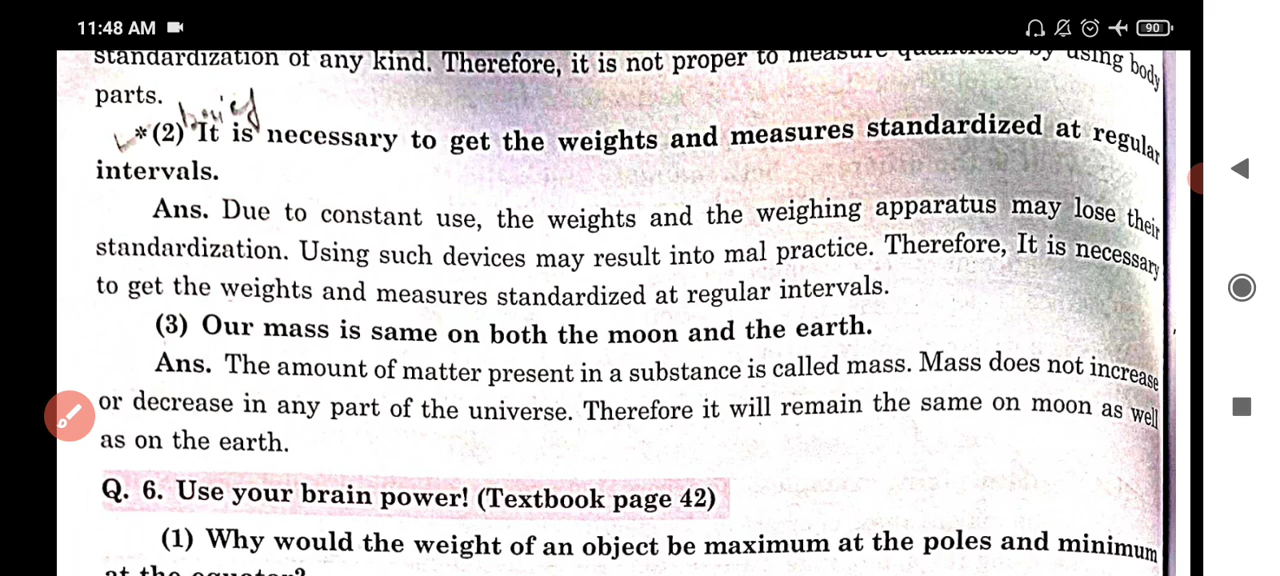 11:48 AM
90
standardization of any kind. Therefore, it is not proper to measure quantities by using body
parts.
*(2) It is necessary to get the weights and measures standardized at regular
intervals.
Ans. Due to constant use, the weights and the weighing apparatus may lose their
standardization. Using such devices may result into mal practice. Therefore, It is necessary
to get the weights and measures standardized at regular intervals.
(3) Our mass is same on both the moon and the earth.
Ans. The amount of matter present in a substance is called mass. Mass does not increase
or decrease in any part of the universe. Therefore it will remain the same on moon as well
as on the earth.
Q. 6. Use your brain power! (Textbook page 42)
(1) Why would the weight of an object be maximum at the poles and minimum
at the equator?